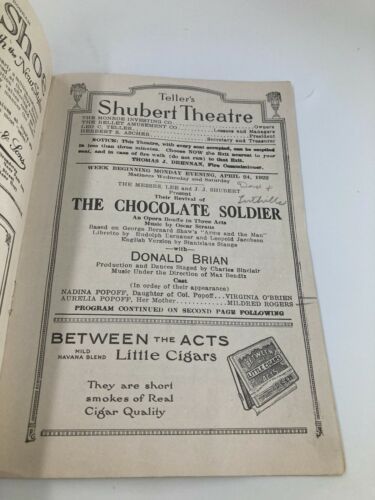 Teller's
Shubert Theatre
THE MONROE INVESTING CO. Owners
THE HELLET AMUSEMENT CO. Lessees and Managers
LEO C. TELLER President
HERBERT S. ASCHER Secretary and Treasurer
NOTICE: This Theatre, with every seat occupied, can be emptied
in less than three minutes. Choose NOW the Exit nearest to your
seat, and in case of fire walk (do not run) to that Exit.
THOMAS J. DRENNAN, Fire Commissioner.
WEEK BEGINNING MONDAY EVENING, APRIL 24, 1922
Matinees Wednesday and Saturday
THE MESSRS. LEE and J. J. SHUBERT
Present
Their Revival of
THE CHOCOLATE SOLDIER
An Opera Bouffe in Three Acts
Music by Oscar Straus
Based on George Bernard Shaw's "Arms and the Man"
Libretto by Rudolph Bernauer and Leopold Jacobson
English Version by Stanislaus Stange
—with—
DONALD BRIAN
Production and Dances Staged by Charles Sinclair
Music Under the Direction of Max Bendix
Cast
(In order of their appearance)
NADINA POPOFF, Daughter of Col. Popoff...VIRGINIA O'BRIEN
AURELIA POPOFF, Her Mother MILDRED ROGERS
PROGRAM CONTINUED ON SECOND PAGE FOLLOWING
BETWEEN THE ACTS
MILD
HAVANA BLEND
Little Cigars
They are short
smokes of Real
Cigar Quality
BETWEEN
THE ACTS
LITTLE CIGARS